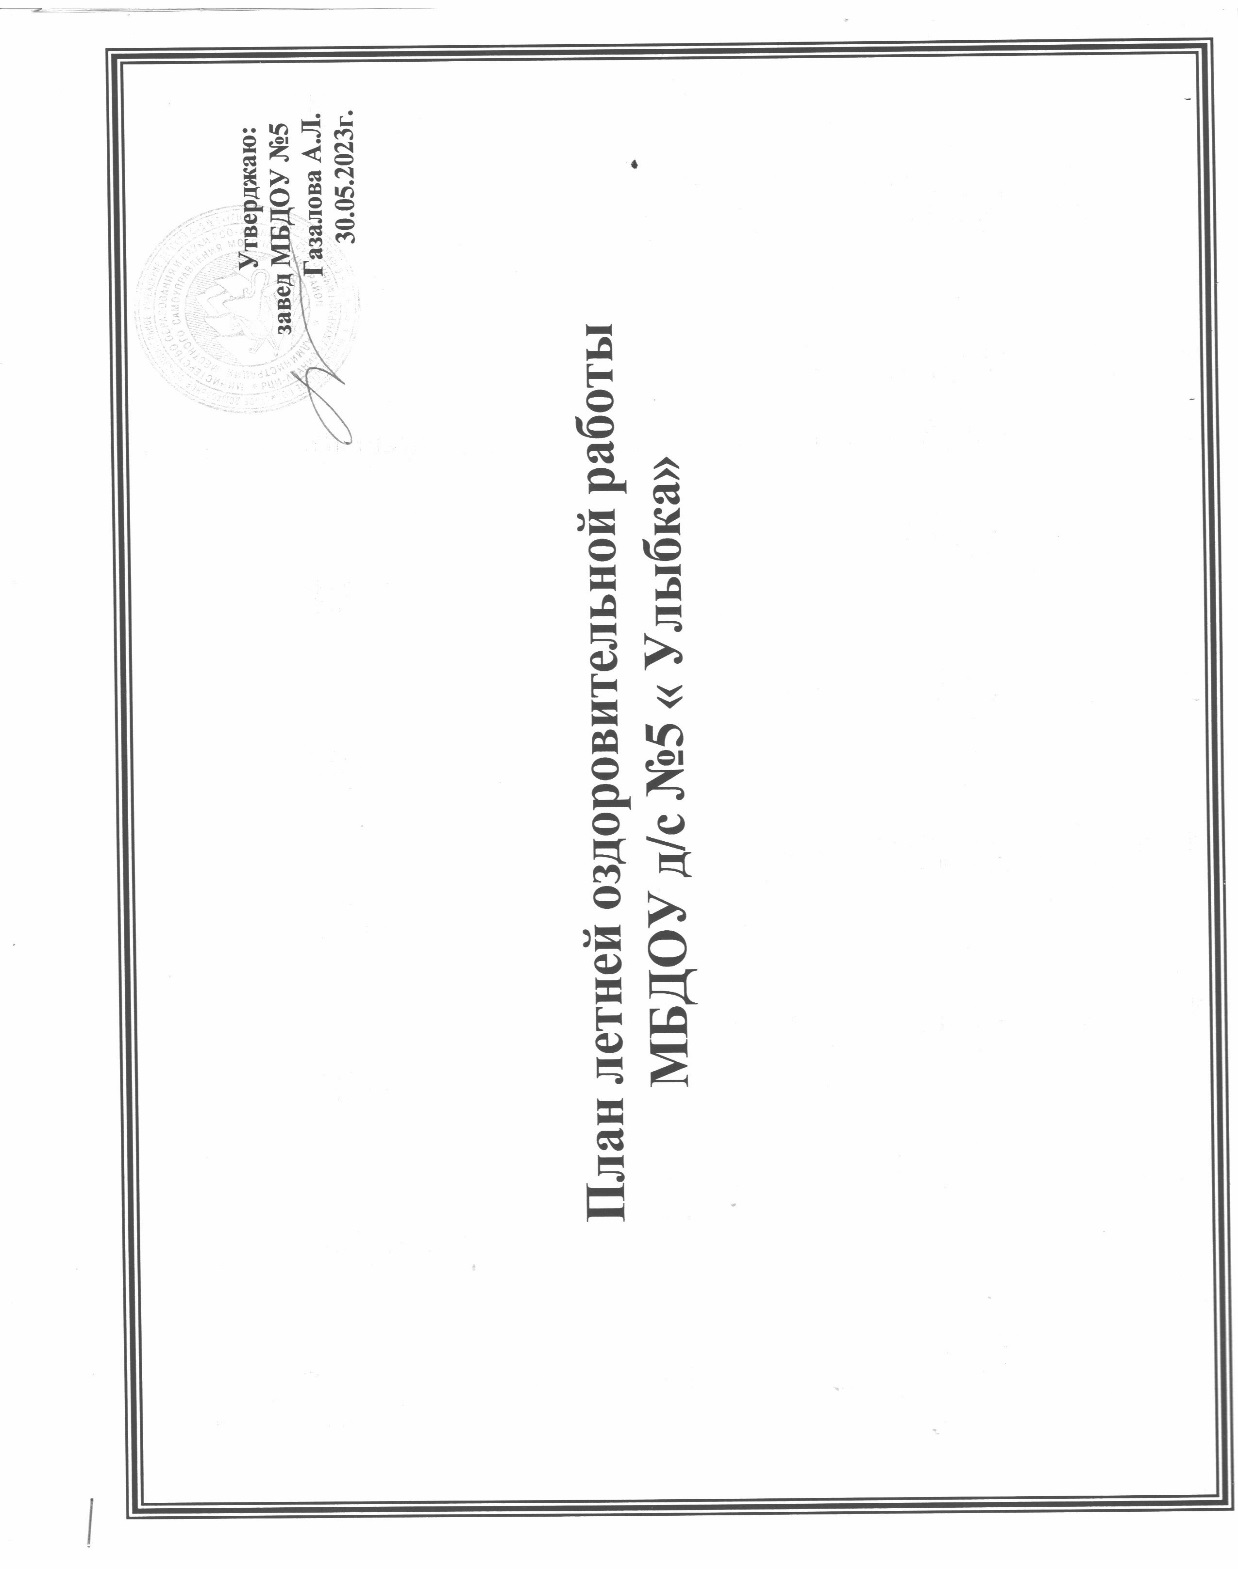 Утверждаю:
завед МБДОУ №5
Газалова А.Л.
30.05.2023г.
План летней оздоровительной работы
МБДОУ д/с №5 « Улыбка»